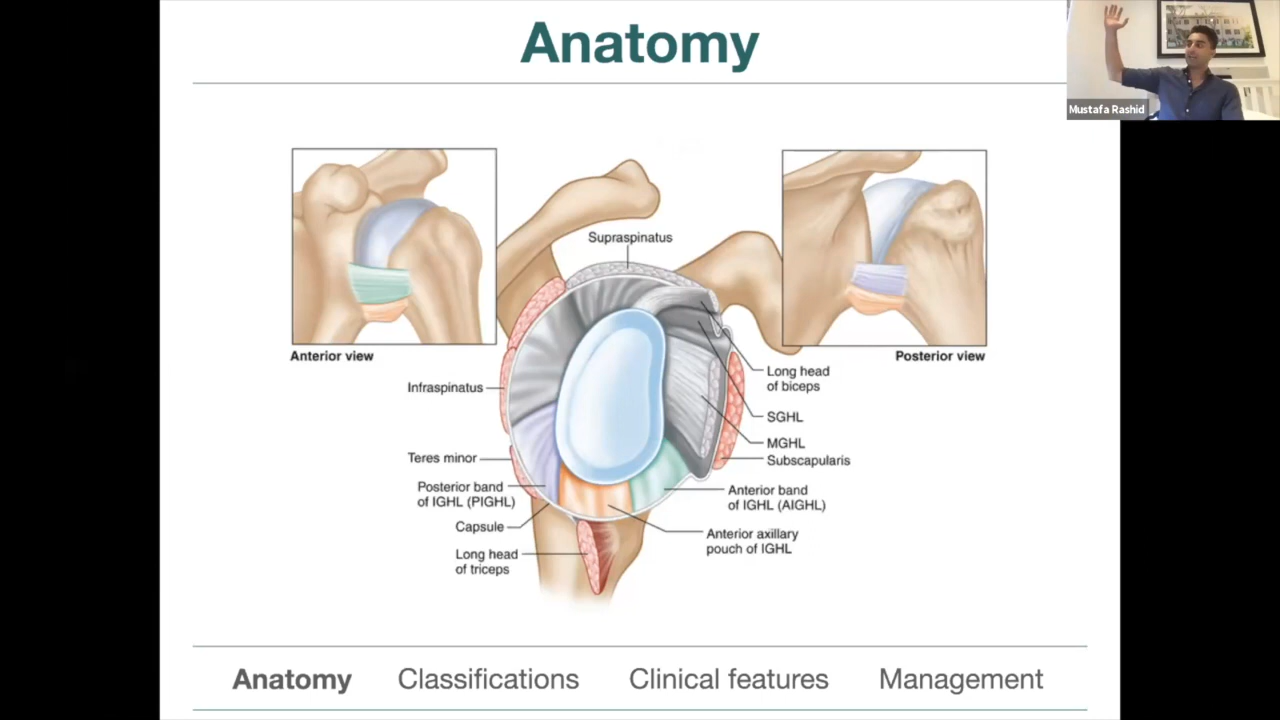 Anatomy
Mustafa Rashid
Supraspinatus
Anterior view
Posterior view
Infraspinatus
Long head
of biceps
SGHL
MGHL
Subscapularis
Teres minor
Posterior band
of IGHL (PIGHL)
Anterior band
of IGHL (AIGHL)
Capsule
Anterior axillary
pouch of IGHL
Long head
of triceps
Anatomy
Classifications
Clinical features
Management